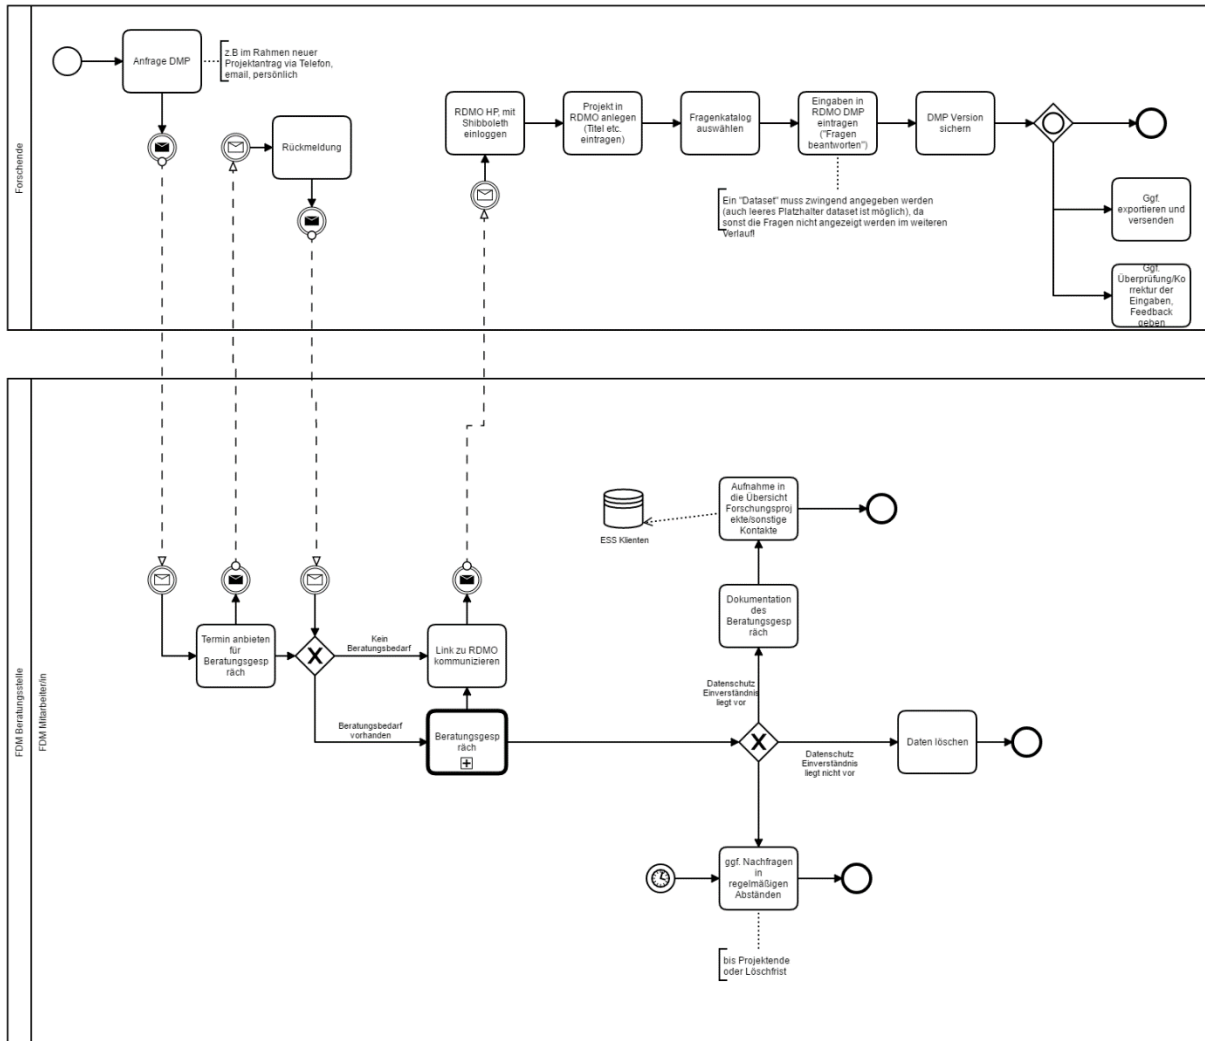 Forschende
Anfrage DMP
z.B im Rahmen neuer
Projektantrag via Telefon,
email, persönlich
Rückmeldung
RDMO HP, mit
Shibboleth
einloggen
Projekt in
RDMO anlegen
(Titel etc.
eintragen)
Fragenkatalog
auswählen
Eingaben in
RDMO DMP
eintragen
("Fragen
beantworten")
DMP Version
sichern
Ein "Dataset" muss zwingend angegeben werden
(auch leeres Platzhalter dataset ist möglich), da
sonst die Fragen nicht angezeigt werden im weiteren
Verlauf!
Ggf.
exportieren und
versenden
Ggf.
Überprüfung/Ko
rrektur der
Eingaben,
Feedback
geben
FDM Beratungsstelle
FDM Mitarbeiter/in
Termin anbieten
für
Beratungsgesp
räch
Kein
Beratungsbedarf
Link zu RDMO
kommunizieren
Beratungsbedarf
vorhanden
Beratungsgesp
räch
ESS Klienten
Aufnahme in
die Übersicht
Forschungsproj
ekte/sonstige
Kontakte
Dokumentation
des
Beratungsgesp
räch
Datenschutz
Einverständnis
liegt vor
Datenschutz
Einverständnis
liegt nicht vor
Daten löschen
ggf. Nachfragen
in
regelmäßigen
Abständen
bis Projektende
oder Löschfrist